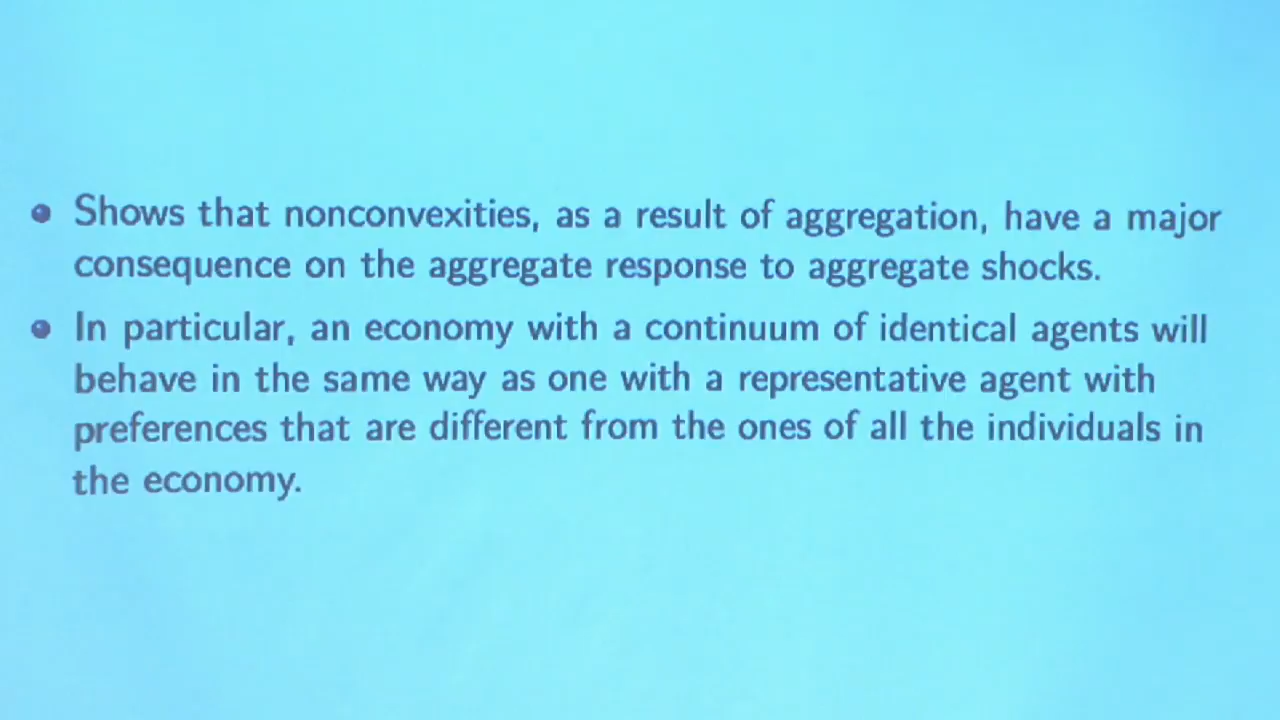 Shows that nonconvexities, as a result of aggregation, have a major
consequence on the aggregate response to aggregate shocks.
In particular, an economy with a continuum of identical agents will
behave in the same way as one with a representative agent with
preferences that are different from the ones of all the individuals in
the economy.